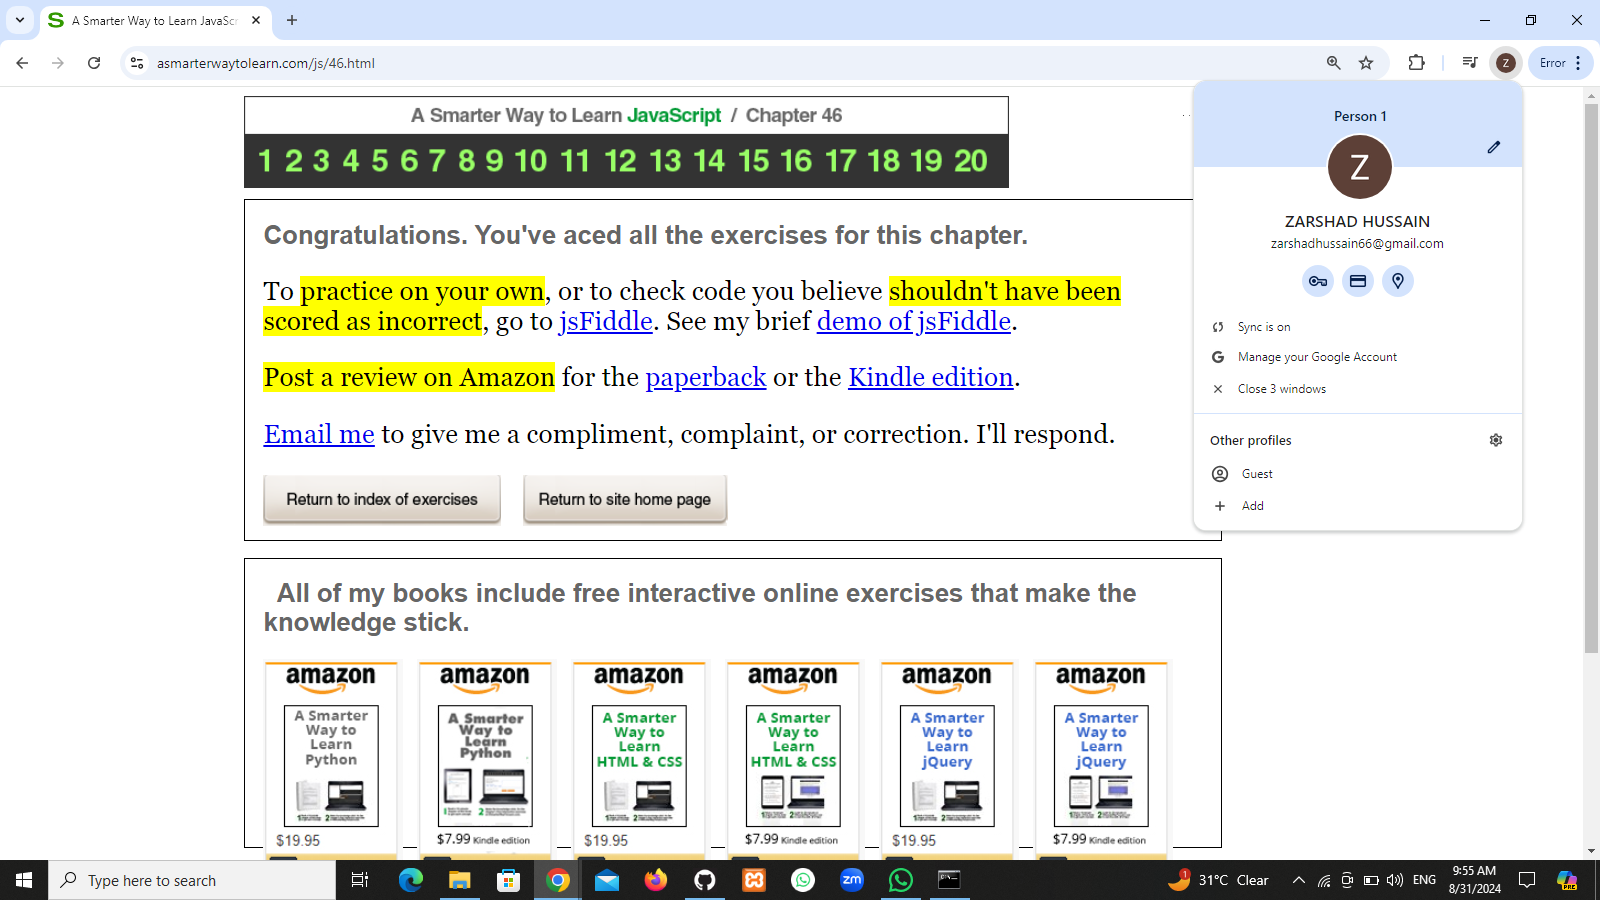 A Smarter Way to Learn JavaScr
asmarterwaytolearn.com/js/46.html
Z
Error
A Smarter Way to Learn JavaScript / Chapter 46
1 2 3 4 5 6 7 8 9 10 11 12 13 14 15 16 17 18 19 20
Congratulations. You've aced all the exercises for this chapter.
To practice on your own, or to check code you believe shouldn't have been
scored as incorrect, go to jsFiddle. See my brief demo of jsFiddle.
Post a review on Amazon for the paperback or the Kindle edition.
Email me to give me a compliment, complaint, or correction. I'll respond.
Return to index of exercises
Return to site home page
Person 1
Z
ZARSHAD HUSSAIN
zarshadhussain66@gmail.com
Sync is on
Manage your Google Account
Close 3 windows
Other profiles
Guest
Add
All of my books include free interactive online exercises that make the
knowledge stick.
amazon
A Smarter
Way to
Learn
Python
$19.95
amazon
A Smarter
Way to
Learn
Python
$7.99 Kindle edition
amazon
A Smarter
Way to
Learn
HTML & CSS
$19.95
amazon
A Smarter
Way to
Learn
HTML & CSS
$7.99 Kindle edition
amazon
A Smarter
Way to
Learn
jQuery
$19.95
amazon
A Smarter
Way to
Learn
jQuery
$7.99 Kindle edition
Type here to search
zm
1
31°C Clear
ENG
9:55 AM
8/31/2024
PRE